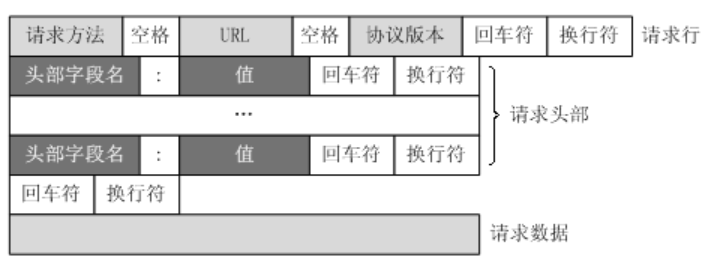 请求方法 空格 URL 空格 协议版本 回车符 换行符 请求行
头部字段名 : 值 回车符 换行符
... 请求头部
头部字段名 : 值 回车符 换行符
回车符 换行符
请求数据